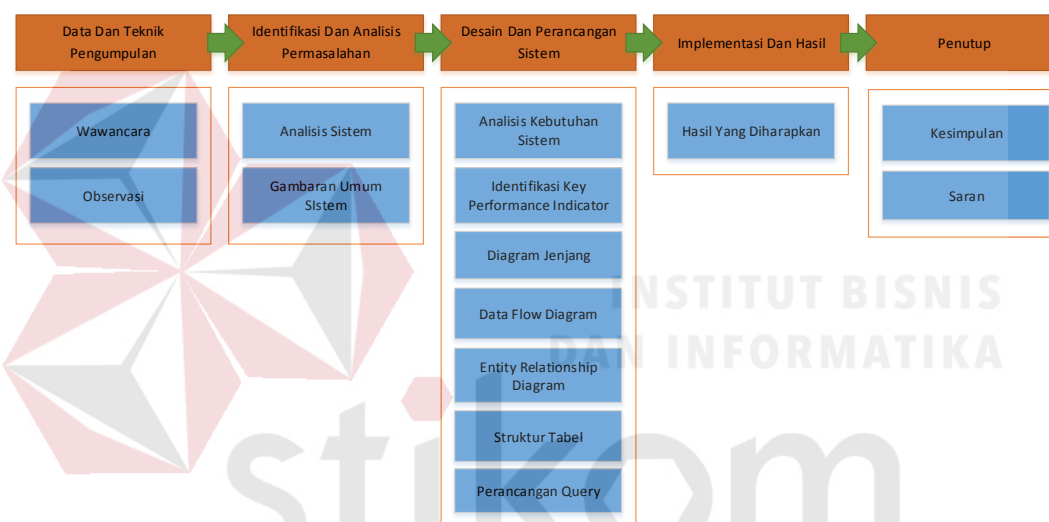 Data Dan Teknik
Pengumpulan
Identifikasi Dan Analisis
Permasalahan
Desain Dan Perancangan
Sistem
Implementasi Dan Hasil
Penutup
Wawancara
Observasi
Analisis Sistem
Gambaran Umum
SIstem
Analisis Kebutuhan
Sistem
Identifikasi Key
Performance Indicator
Diagram Jenjang
Data Flow Diagram
Entity Relationship
Diagram
Struktur Tabel
Perancangan Query
Hasil Yang Diharapkan
Kesimpulan
Saran
INSTITUT BISNIS
DAN INFORMATIKA
stikom